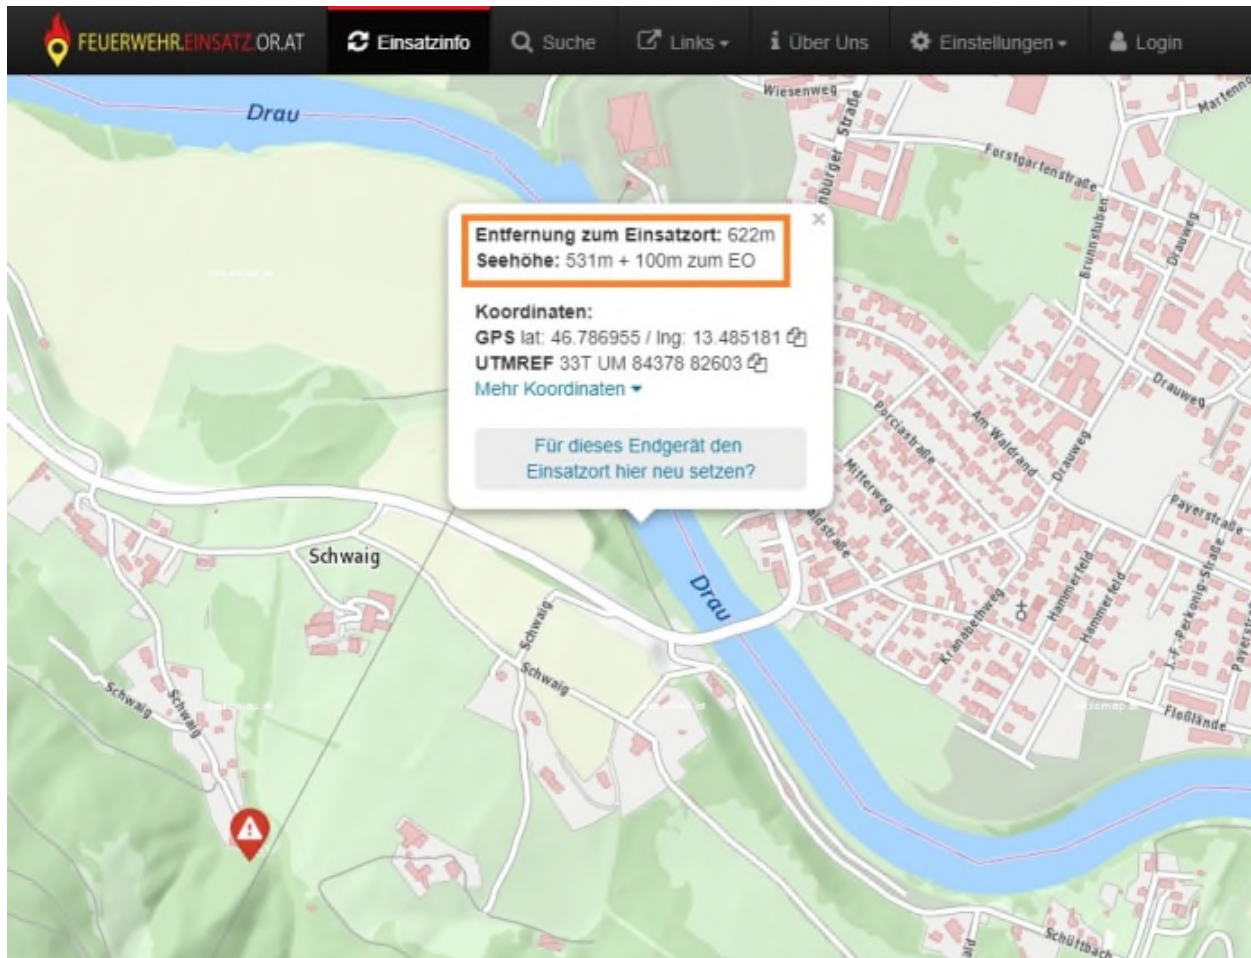 FEUERWEHR.EINSATZ.OR.AT
Einsatzinfo
Suche
Links
Über Uns
Einstellungen
Login
Drau
Wiesenweg
Straße
Forstgartenstraße
Brunnstuben
Drauweg
Entfernung zum Einsatzort: 622m
Seehöhe: 531m + 100m zum EO
×
Koordinaten:
GPS lat: 46.786955 / lng: 13.485181
UTMREF 33T UM 84378 82603
Mehr Koordinaten
Für dieses Endgerät den
Einsatzort hier neu setzen?
Drauweg
Porciastraße
Am Waldrand
Drauweg
Mitterweg
Payerstraße
Schwaig
Drau
Hammerfeld
Hammerfeld
Kranabethweg
J.-F.-Perkonig-Straße
Schwaig
Schwaig
Schwaig
Schwaig
Floßlände